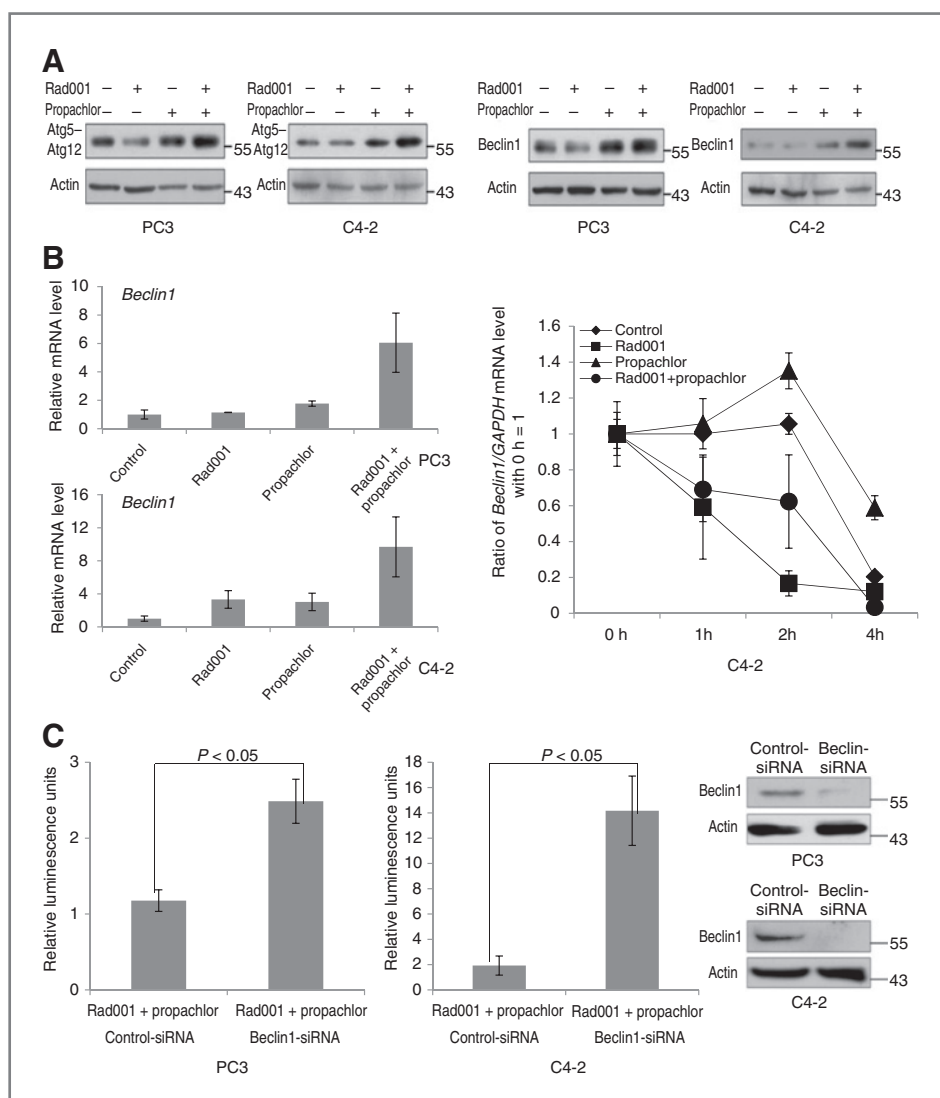 A
Rad001 – + – +
Propachlor – – + +
Atg5–
Atg12
55
Actin
43
PC3
Rad001 – + – +
Propachlor – – + +
Atg5–
Atg12
55
Actin
43
C4-2
Rad001 – + – +
Propachlor – – + +
Beclin1
55
Actin
43
PC3
Rad001 – + – +
Propachlor – – + +
Beclin1
55
Actin
43
C4-2
B
Relative mRNA level
10
8
6
4
2
0
Beclin1
Control
Rad001
Propachlor
Rad001 +
propachlor
PC3
Relative mRNA level
16
12
8
4
0
Beclin1
Control
Rad001
Propachlor
Rad001 +
propachlor
C4-2
Ratio of Beclin1/GAPDH mRNA level
with 0 h = 1
1.6
1.4
1.2
1
0.8
0.6
0.4
0.2
0
Control
Rad001
Propachlor
Rad001+propachlor
0 h 1h 2h 4h
C4-2
C
Relative luminescence units
3
2
1
0
P < 0.05
Rad001 + propachlor Rad001 + propachlor
Control-siRNA Beclin1-siRNA
PC3
Relative luminescence units
18
16
14
12
10
8
6
4
2
0
P < 0.05
Rad001 + propachlor Rad001 + propachlor
Control-siRNA Beclin1-siRNA
C4-2
Control- Beclin-
siRNA siRNA
Beclin1
55
Actin
43
PC3
Control- Beclin-
siRNA siRNA
Beclin1
55
Actin
43
C4-2